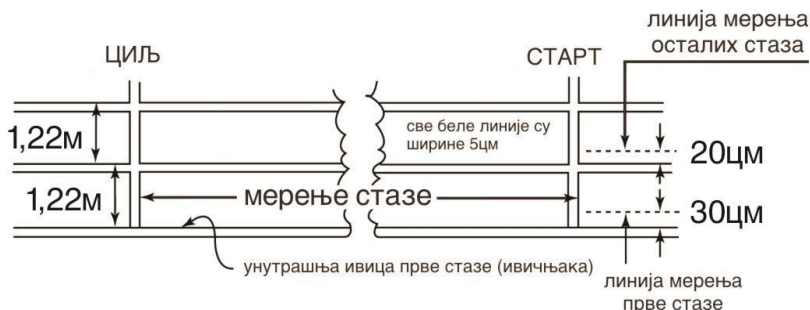 линија мерења
осталих стаза
ЦИЉ
СТАРТ
1,22м
све беле линије су
ширине 5цм
20цм
1,22м
мерење стазе
30цм
унутрашња ивица прве стазе (ивичњака)
линија мерења
прве стазе